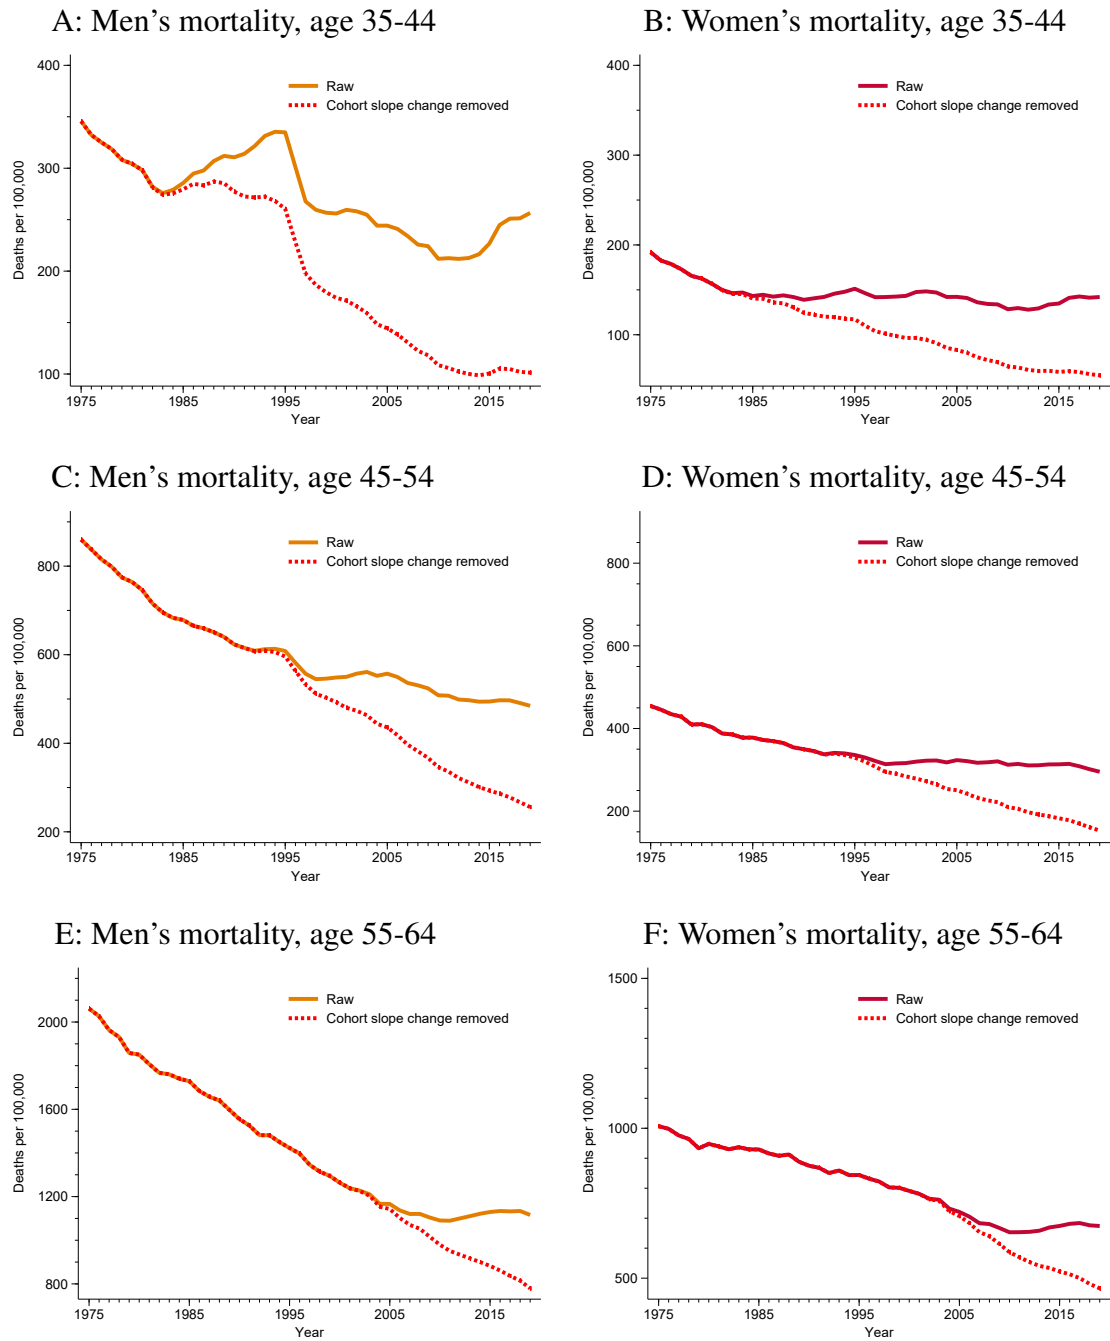 A: Men's mortality, age 35-44
400
300
200
100
Deaths per 100,000
Raw
Cohort slope change removed
1975 1985 1995 2005 2015
Year
B: Women's mortality, age 35-44
400
300
200
100
Deaths per 100,000
Raw
Cohort slope change removed
1975 1985 1995 2005 2015
Year
C: Men's mortality, age 45-54
800
600
400
200
Deaths per 100,000
Raw
Cohort slope change removed
1975 1985 1995 2005 2015
Year
D: Women's mortality, age 45-54
800
600
400
200
Deaths per 100,000
Raw
Cohort slope change removed
1975 1985 1995 2005 2015
Year
E: Men's mortality, age 55-64
2000
1600
1200
800
Deaths per 100,000
Raw
Cohort slope change removed
1975 1985 1995 2005 2015
Year
F: Women's mortality, age 55-64
1500
1000
500
Deaths per 100,000
Raw
Cohort slope change removed
1975 1985 1995 2005 2015
Year